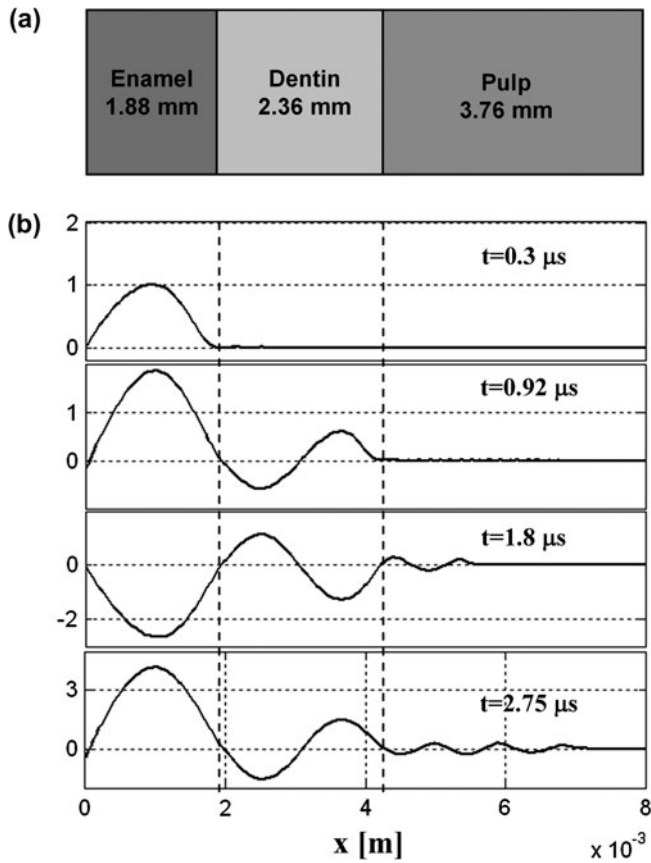 (a)
Enamel
1.88 mm
Dentin
2.36 mm
Pulp
3.76 mm
(b)
2
1
0
t=0.3 μs
1
0
t=0.92 μs
0
-2
t=1.8 μs
3
0
t=2.75 μs
0 2 4 6 8
x [m]
x 10⁻³